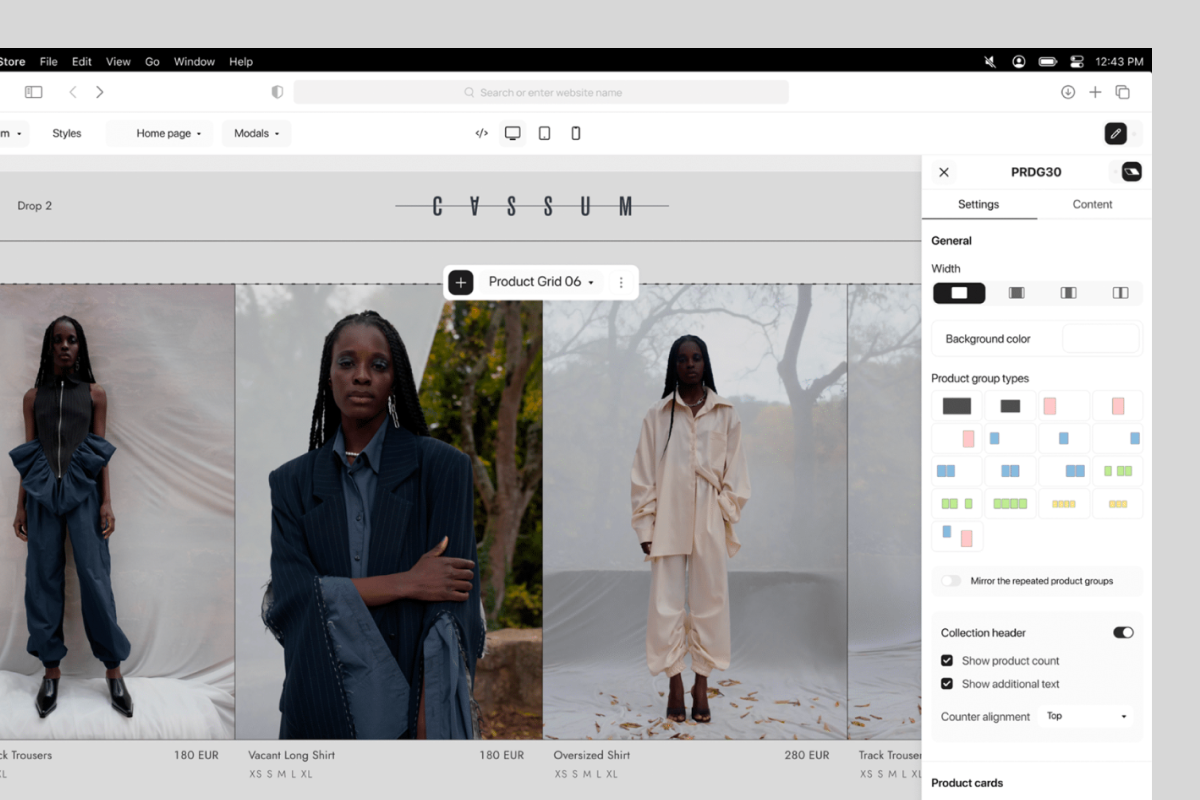 Store File Edit View Go Window Help 12:43 PM
Search or enter website name
m Styles Home page Modals </>
PRDG30
Drop 2 CASSUM
Settings Content
General
Width
Product Grid 06
Background color
Product group types
Mirror the repeated product groups
Collection header
Show product count
Show additional text
Counter alignment Top
ck Trousers 180 EUR Vacant Long Shirt 180 EUR Oversized Shirt 280 EUR Track Trouser
XL XS S M L XL XS S M L XL XS S M L XL
Product cards